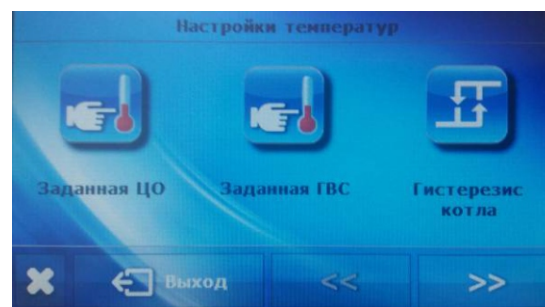 Настройки температур
Заданная ЦО
Заданная ГВС
Гистерезис
котла
Выход
<<
>>